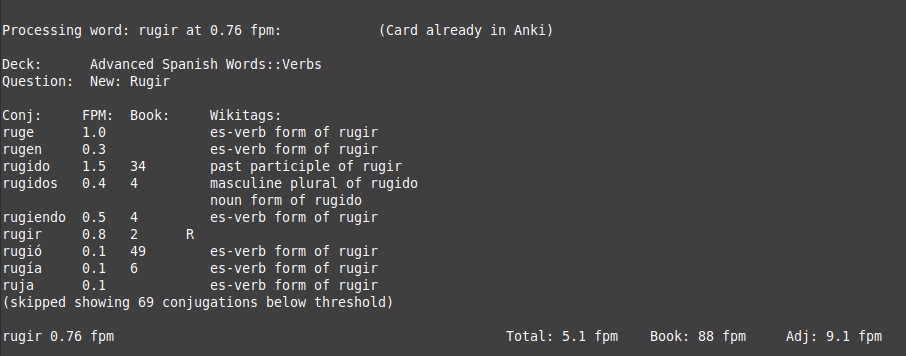 Processing word: rugir at 0.76 fpm:            (Card already in Anki)
Deck:      Advanced Spanish Words::Verbs
Question:  New: Rugir
Conj:     FPM:  Book:     Wikitags:
ruge      1.0             es-verb form of rugir
rugen     0.3             es-verb form of rugir
rugido    1.5   34        past participle of rugir
rugidos   0.4   4         masculine plural of rugido
                          noun form of rugido
rugiendo  0.5   4         es-verb form of rugir
rugir     0.8   2      R
rugió     0.1   49        es-verb form of rugir
rugía     0.1   6         es-verb form of rugir
ruja      0.1             es-verb form of rugir
(skipped showing 69 conjugations below threshold)
rugir 0.76 fpm                                                 Total: 5.1 fpm    Book: 88 fpm     Adj: 9.1 fpm